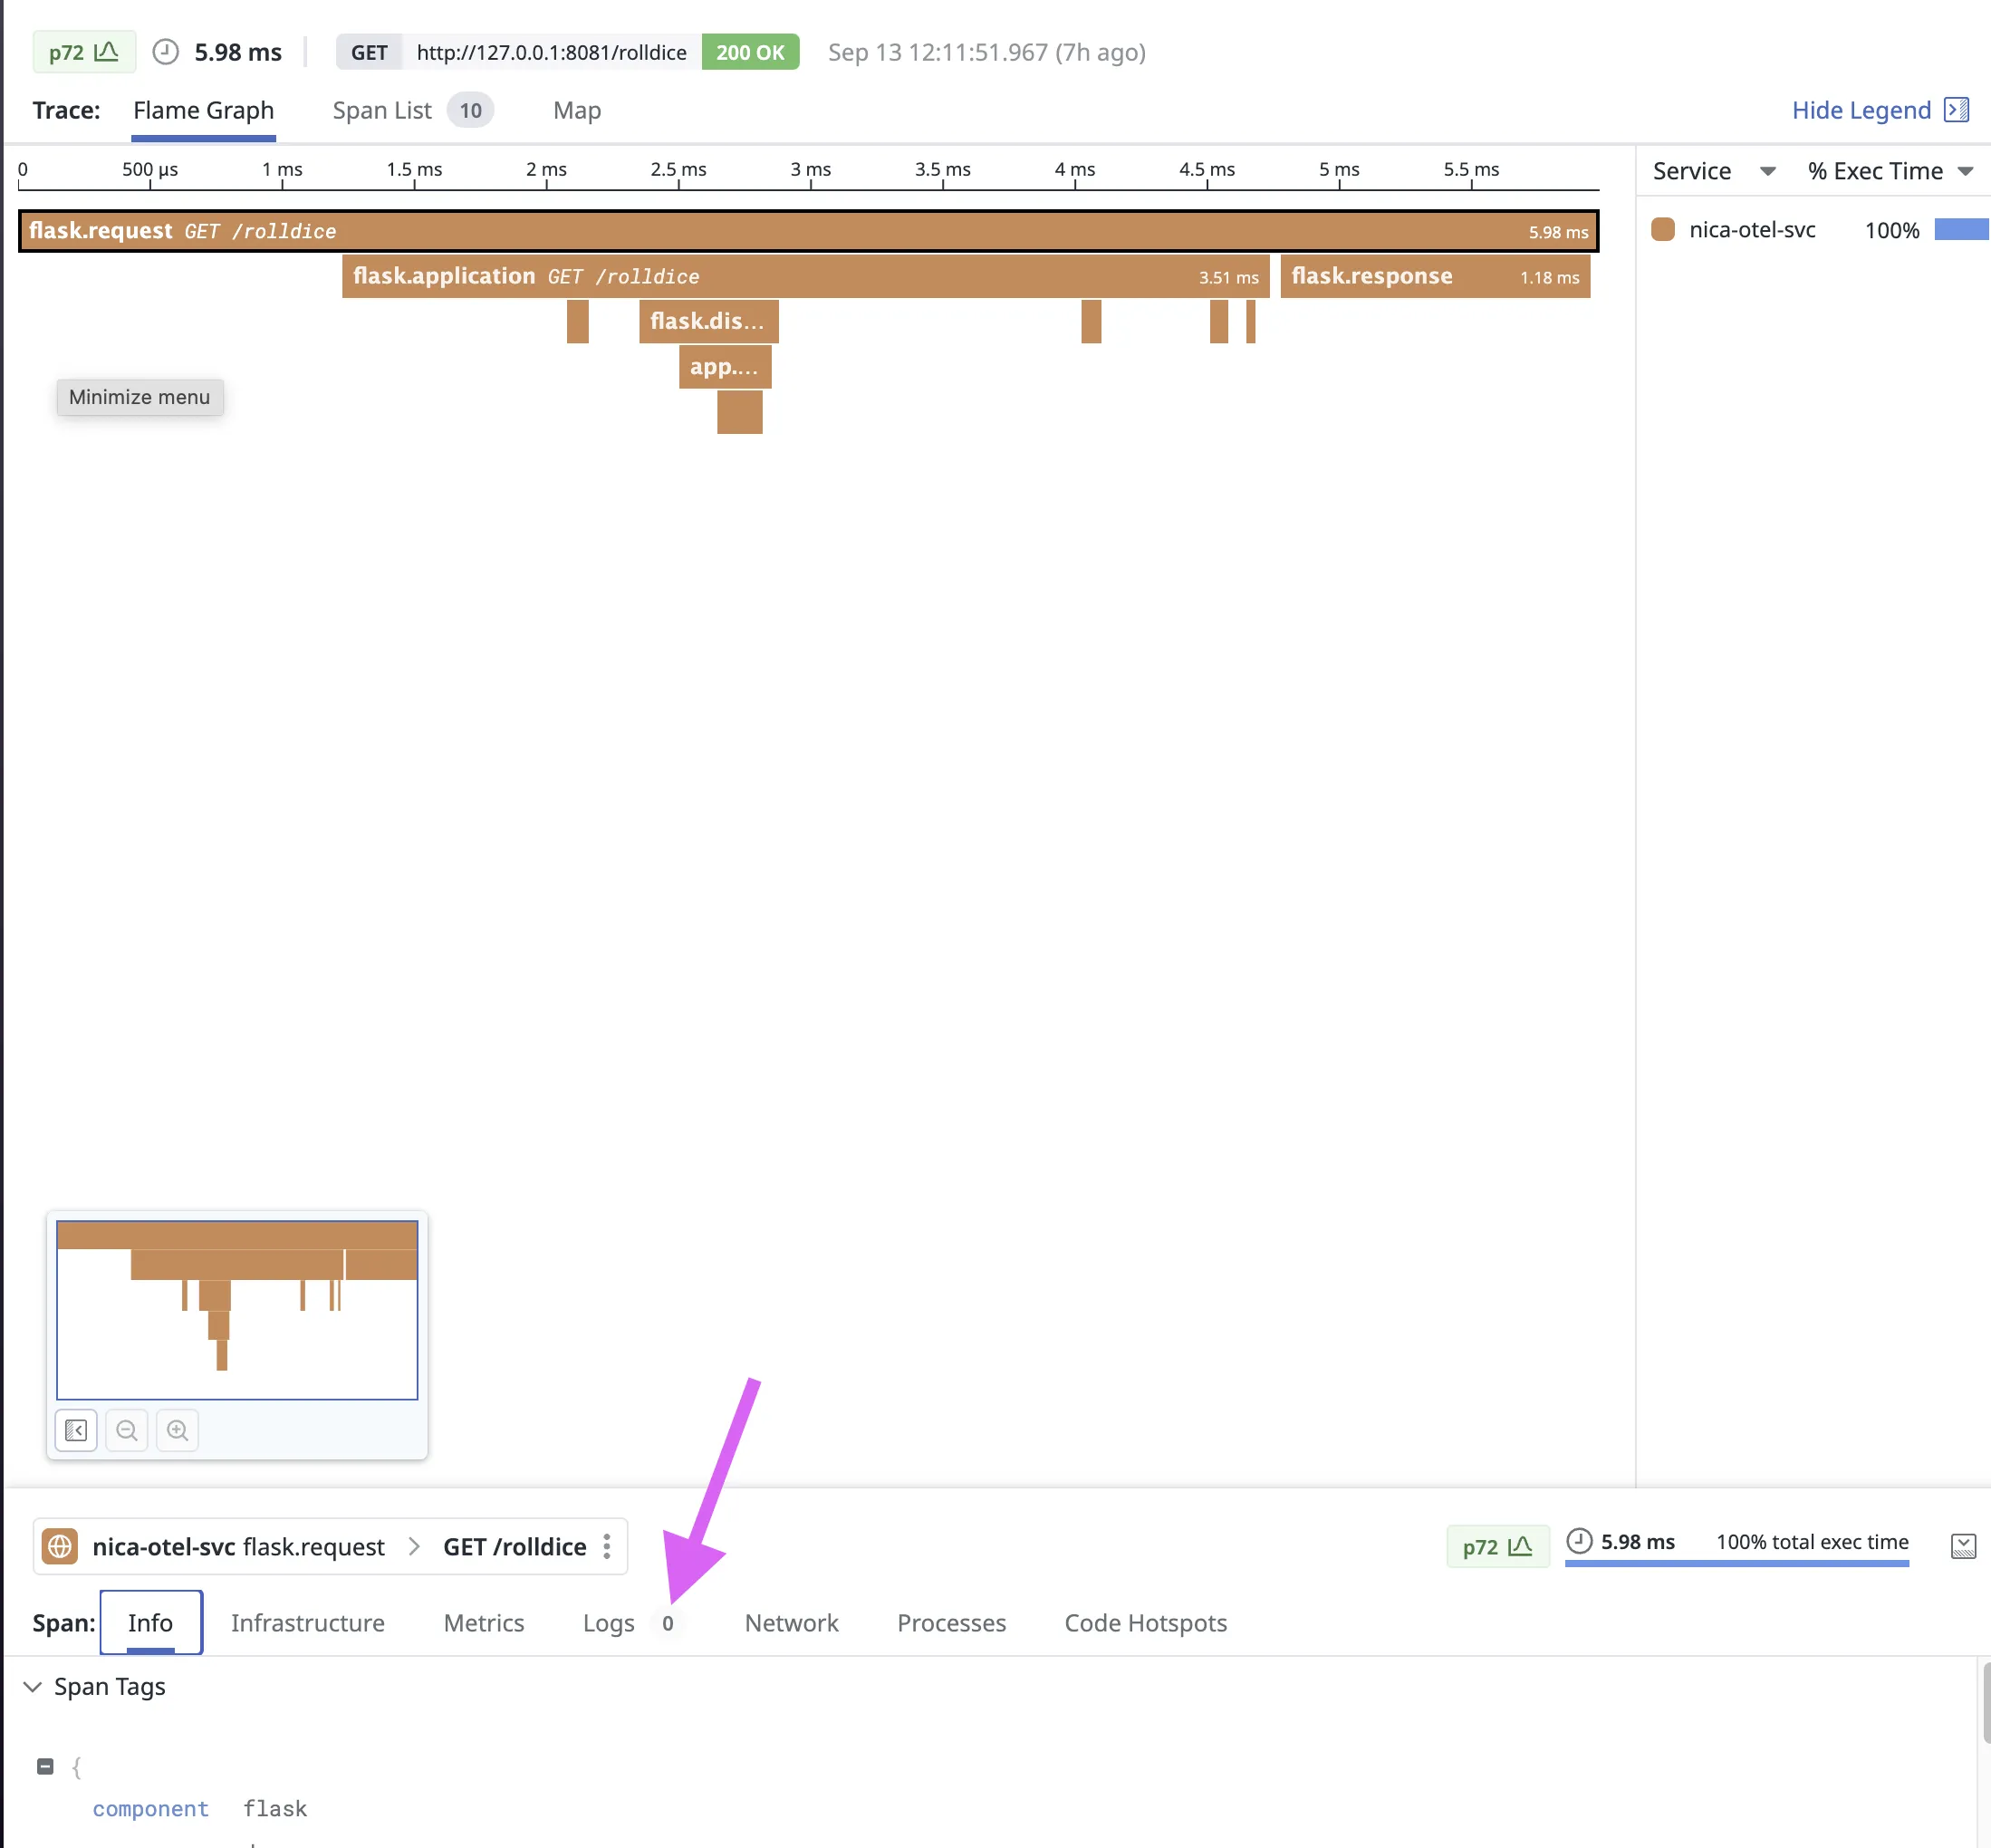 p72 5.98 ms GET http://127.0.0.1:8081/rolldice 200 OK Sep 13 12:11:51.967 (7h ago)
Trace: Flame Graph Span List 10 Map Hide Legend
0 500 µs 1 ms 1.5 ms 2 ms 2.5 ms 3 ms 3.5 ms 4 ms 4.5 ms 5 ms 5.5 ms
Service % Exec Time
flask.request GET /rolldice 5.98 ms
nica-otel-svc 100%
flask.application GET /rolldice 3.51 ms flask.response 1.18 ms
flask.dis...
app....
Minimize menu
nica-otel-svc flask.request > GET /rolldice p72 5.98 ms 100% total exec time
Span: Info Infrastructure Metrics Logs 0 Network Processes Code Hotspots
Span Tags
{
component flask